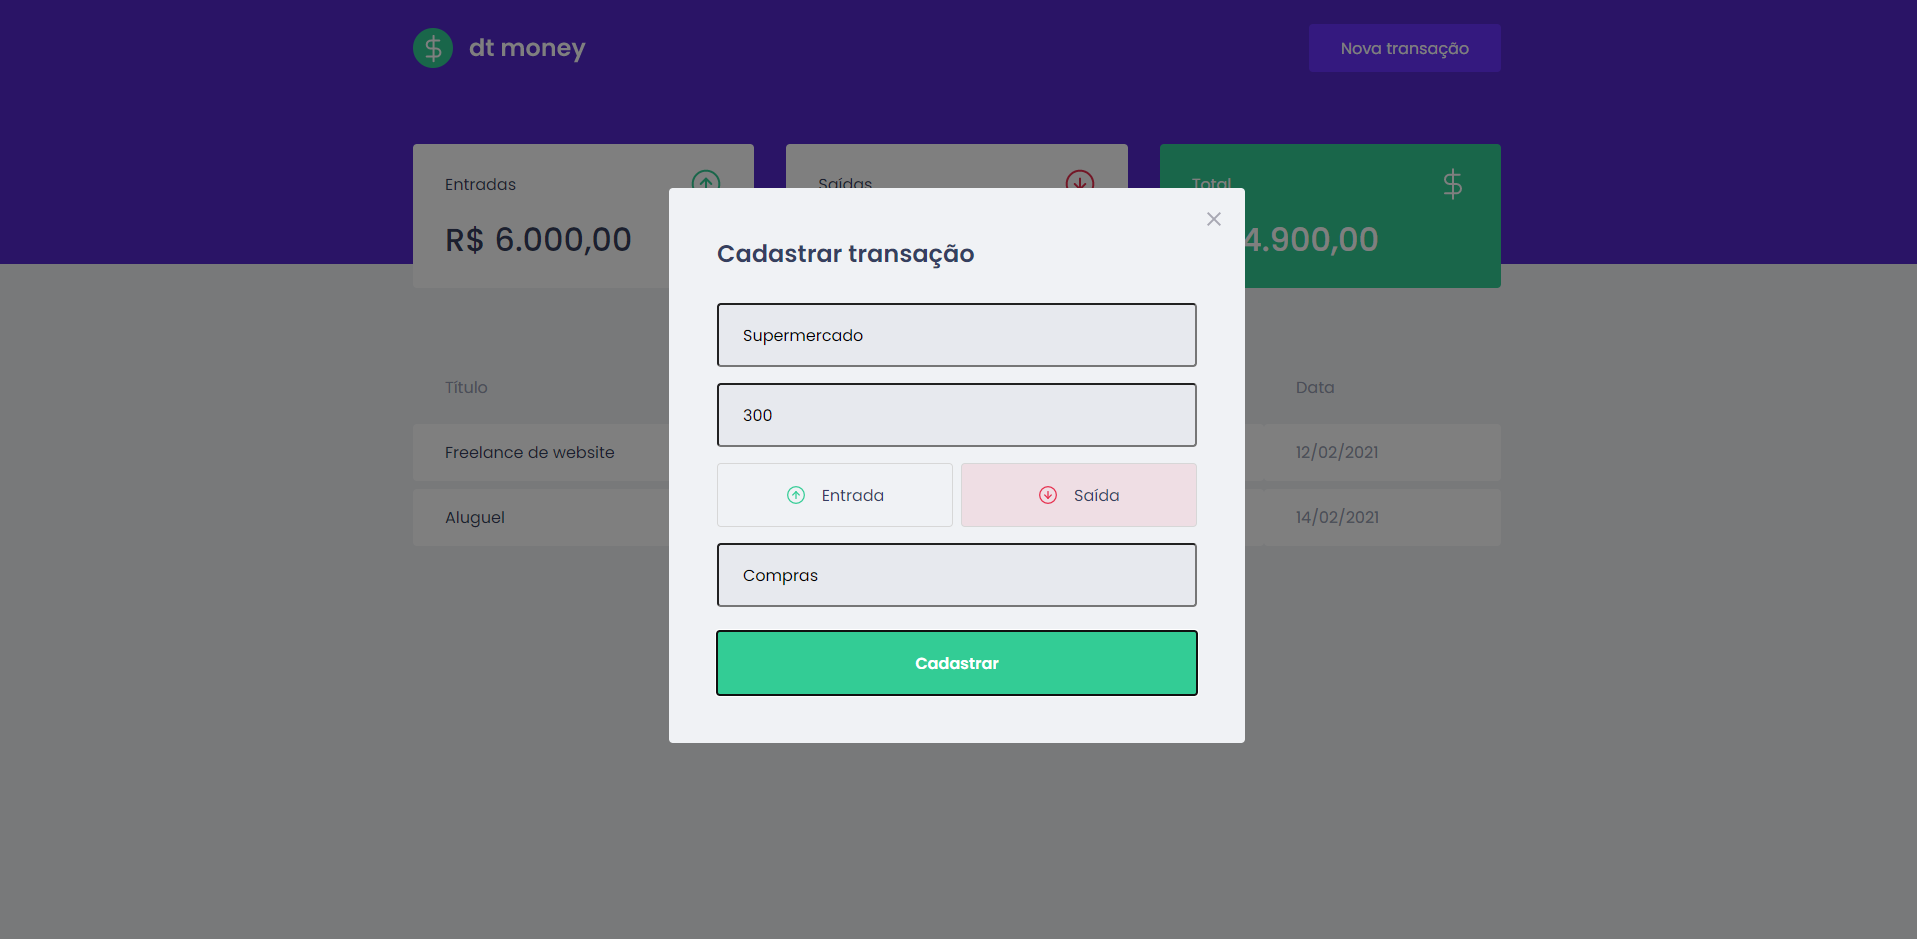 dt money
Nova transação
Entradas
Saídas
Total
R$ 6.000,00
4.900,00
Cadastrar transação
Supermercado
300
Entrada
Saída
Compras
Cadastrar
Título
Data
Freelance de website
12/02/2021
Aluguel
14/02/2021